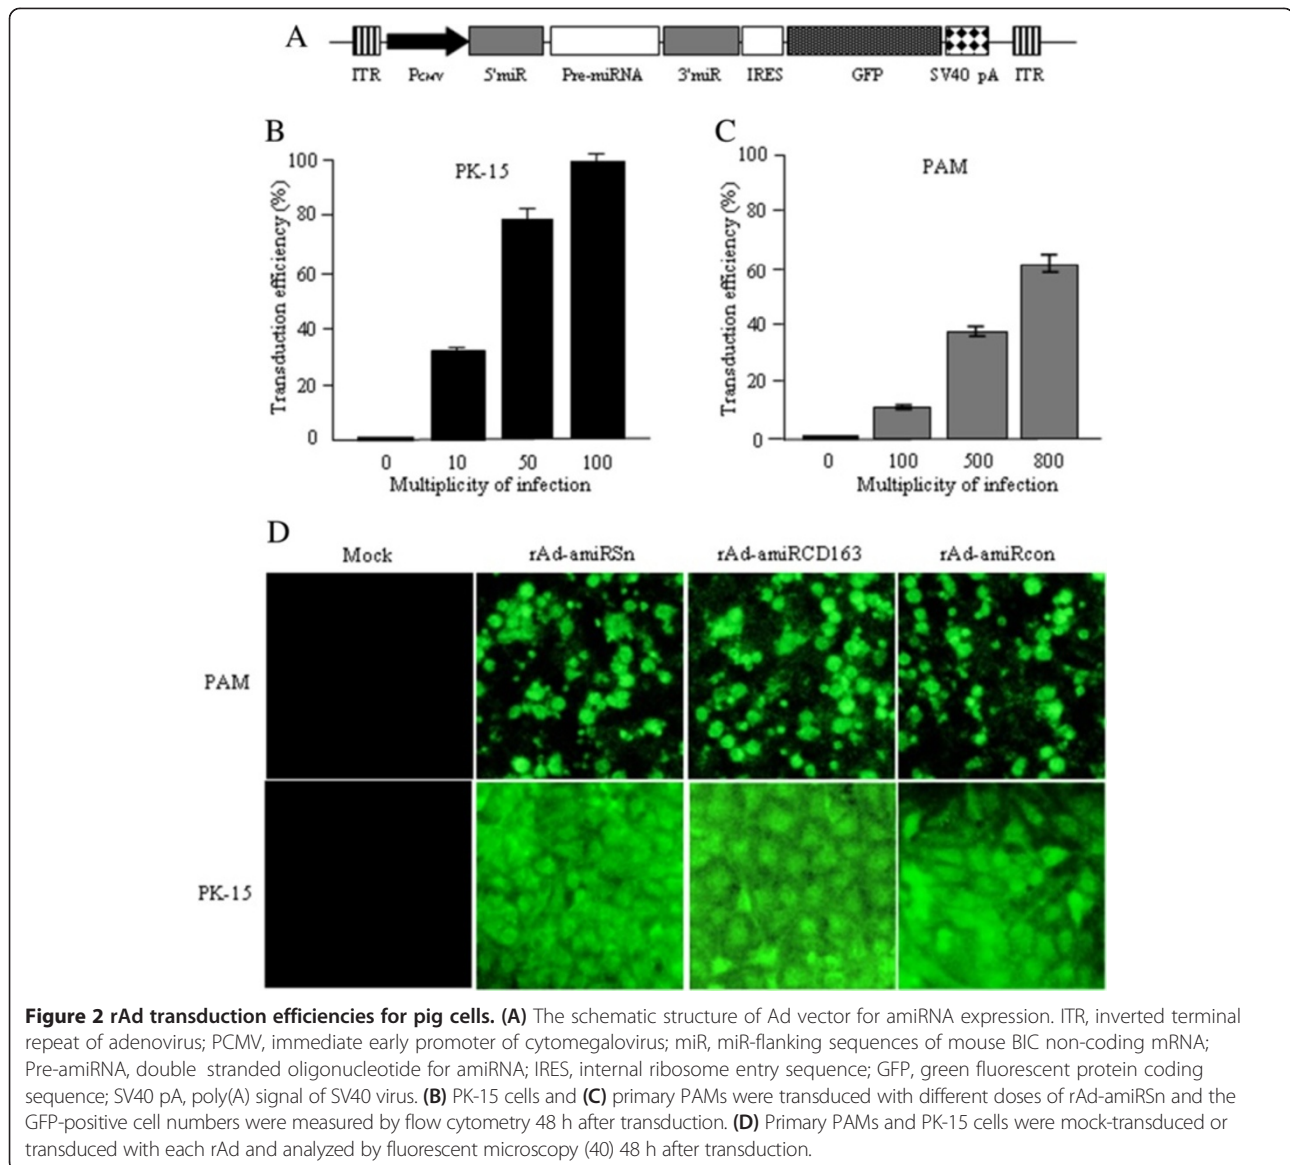 A
ITR PCMV 5'miR Pre-miRNA 3'miR IRES GFP SV40 pA ITR
B
PK-15
Transduction efficiency (%)
100
80
60
40
20
0
0 10 50 100
Multiplicity of infection
C
PAM
Transduction efficiency (%)
100
80
60
40
20
0
0 100 500 800
Multiplicity of infection
D
Mock rAd-amiRSn rAd-amiRCD163 rAd-amiRcon
PAM
PK-15
Figure 2 rAd transduction efficiencies for pig cells. (A) The schematic structure of Ad vector for amiRNA expression. ITR, inverted terminal
repeat of adenovirus; PCMV, immediate early promoter of cytomegalovirus; miR, miR-flanking sequences of mouse BIC non-coding mRNA;
Pre-amiRNA, double stranded oligonucleotide for amiRNA; IRES, internal ribosome entry sequence; GFP, green fluorescent protein coding
sequence; SV40 pA, poly(A) signal of SV40 virus. (B) PK-15 cells and (C) primary PAMs were transduced with different doses of rAd-amiRSn and the
GFP-positive cell numbers were measured by flow cytometry 48 h after transduction. (D) Primary PAMs and PK-15 cells were mock-transduced or
transduced with each rAd and analyzed by fluorescent microscopy (40) 48 h after transduction.